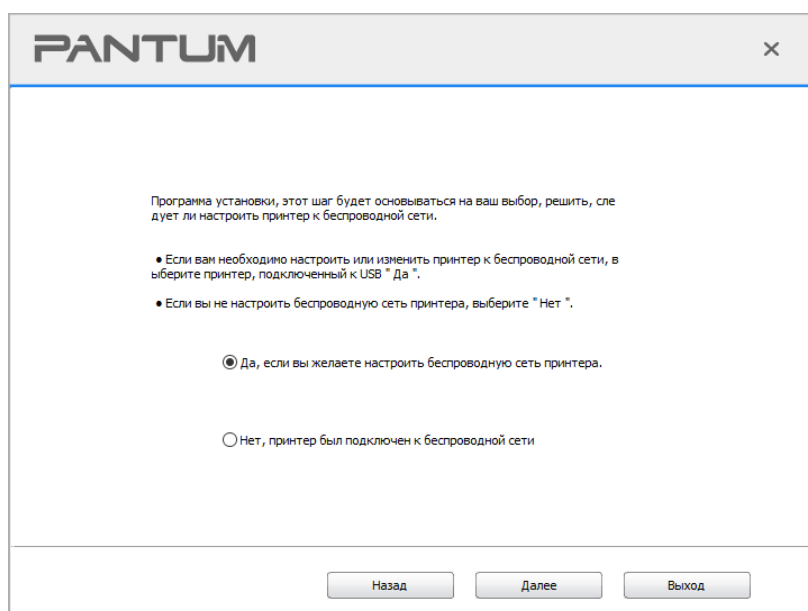 PANTUM
Программа установки, этот шаг будет основываться на ваш выбор, решить, сле
дует ли настроить принтер к беспроводной сети.
● Если вам необходимо настроить или изменить принтер к беспроводной сети, в
ыберите принтер, подключенный к USB " Да ".
● Если вы не настроить беспроводную сеть принтера, выберите " Нет ".
Да, если вы желаете настроить беспроводную сеть принтера.
Нет, принтер был подключен к беспроводной сети
Назад Далее Выход